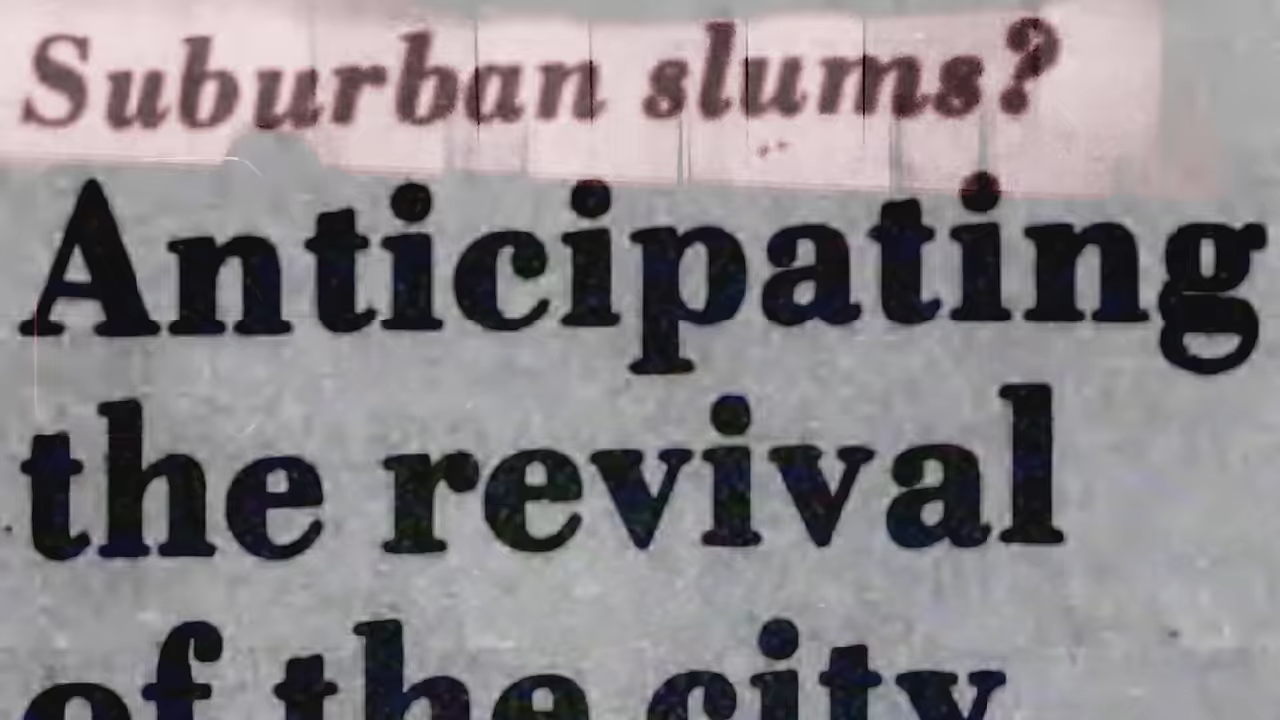 Suburban slums?
Anticipating
the revival
of the city